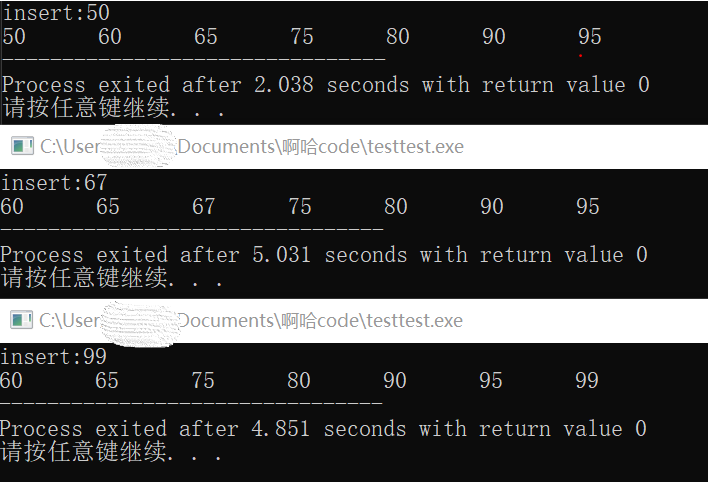 insert:50
50 60 65 75 80 90 95
--------------------------------
Process exited after 2.038 seconds with return value 0
请按任意键继续. . .
C:\User Documents\啊哈code\testtest.exe
insert:67
60 65 67 75 80 90 95
--------------------------------
Process exited after 5.031 seconds with return value 0
请按任意键继续. . .
C:\User Documents\啊哈code\testtest.exe
insert:99
60 65 75 80 90 95 99
--------------------------------
Process exited after 4.851 seconds with return value 0
请按任意键继续. . .